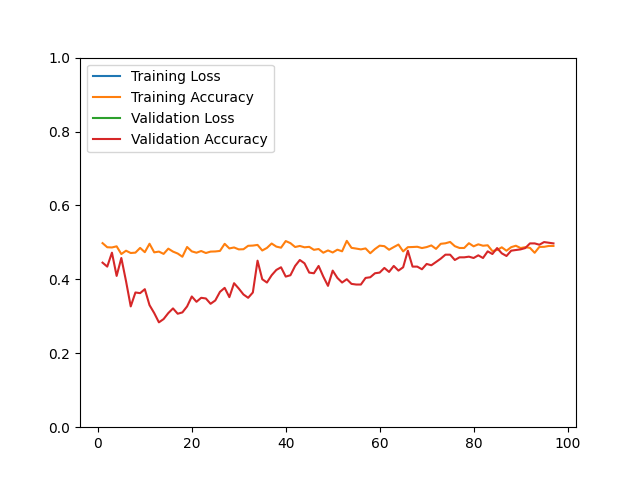 1.0
0.8
0.6
0.4
0.2
0.0
Training Loss
Training Accuracy
Validation Loss
Validation Accuracy
0 20 40 60 80 100